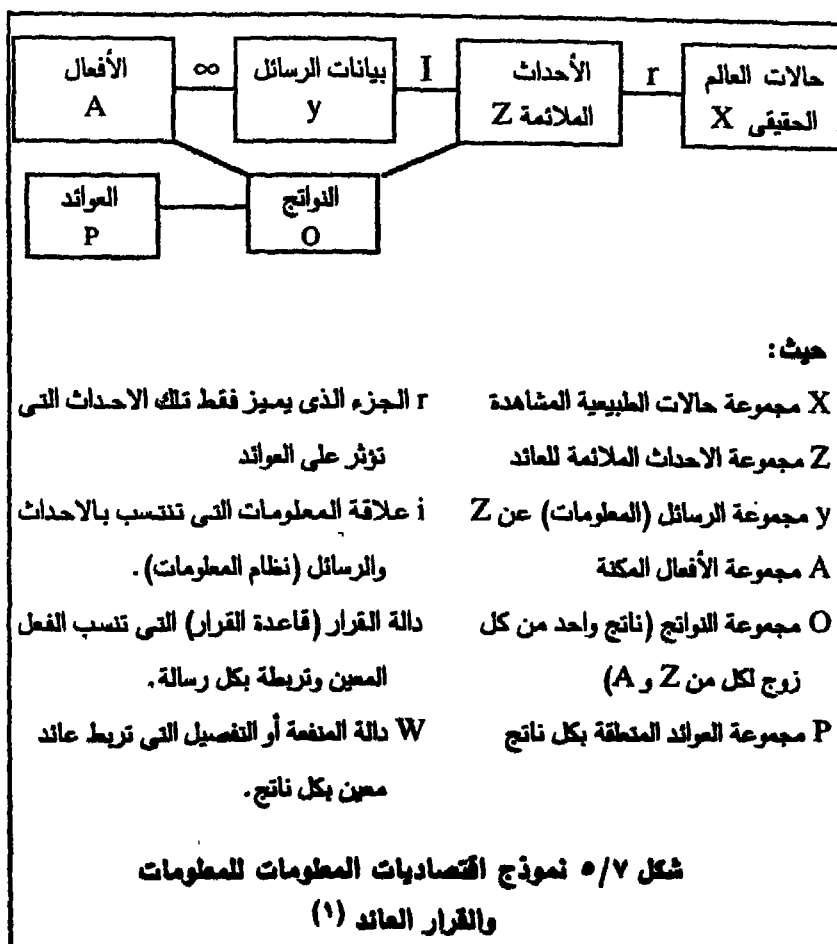 حالات العالم
الحقيقى X
r
الأحداث
الملائمة Z
I
بيانات الرسائل
y
∞
الأفعال
A
النواتج
O
العوائد
P
حيث:
X مجموعة حالات الطبيعية المشاهدة
Z مجموعة الاحداث الملائمة للعائد
y مجموعة الرسائل (المعلومات) عن Z
A مجموعة الأفعال المكنة
O مجموعة النواتج (ناتج واحد من كل
زوج لكل من Z و A)
P مجموعة العوائد المتطقة بكل ناتج
r الجزء الذى يميز فقط تلك الاحداث التى
تؤثر على العوائد
i علاقة المعلومات التى تنتسب بالاحداث
والرسائل (نظام المعلومات).
دالة القرار (قاعدة القرار) التى تنسب الفعل
المعين وتربطة بكل رسالة.
W دالة المنفعة أو التفصيل التى تربط عائد
معين بكل ناتج.
شكل ٥/٧ نموذج اقتصاديات المعلومات للمعلومات
والقرار العائد (١)